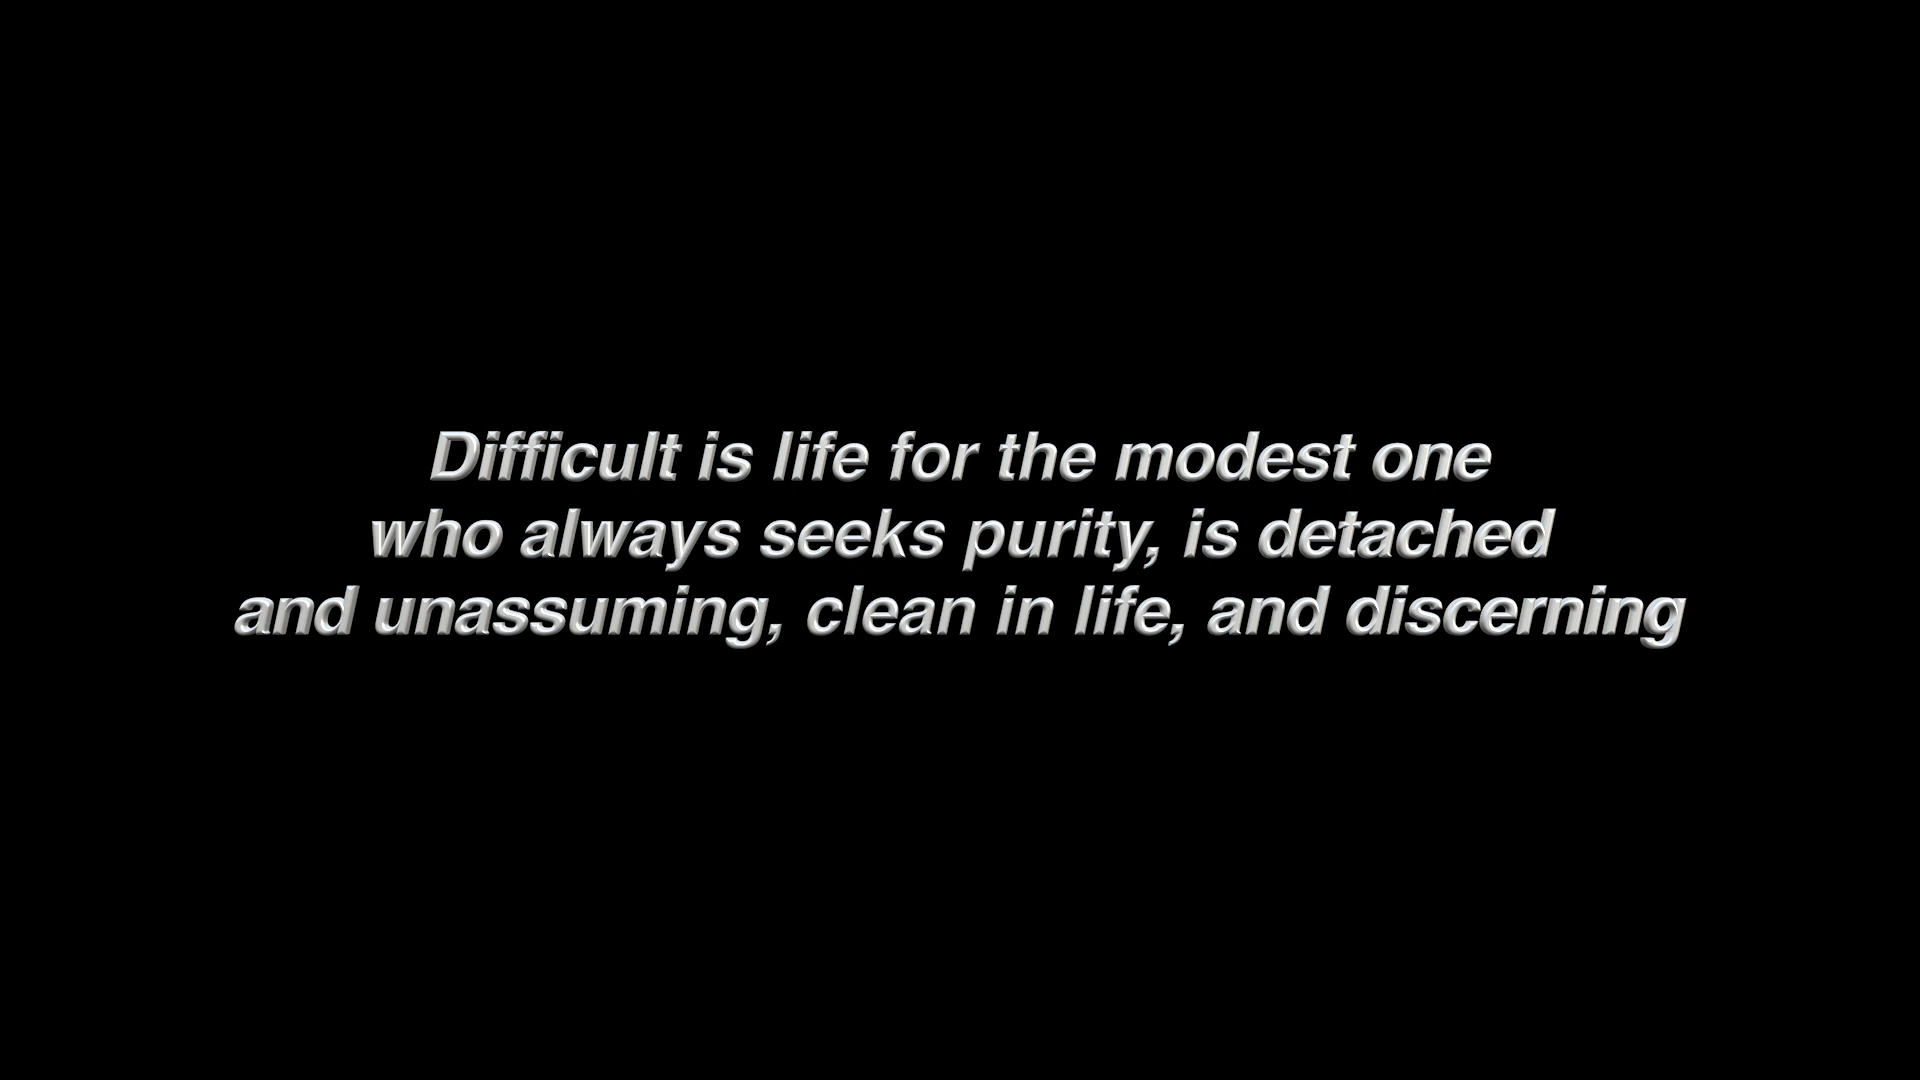 Difficult is life for the modest one
who always seeks purity, is detached
and unassuming, clean in life, and discerning